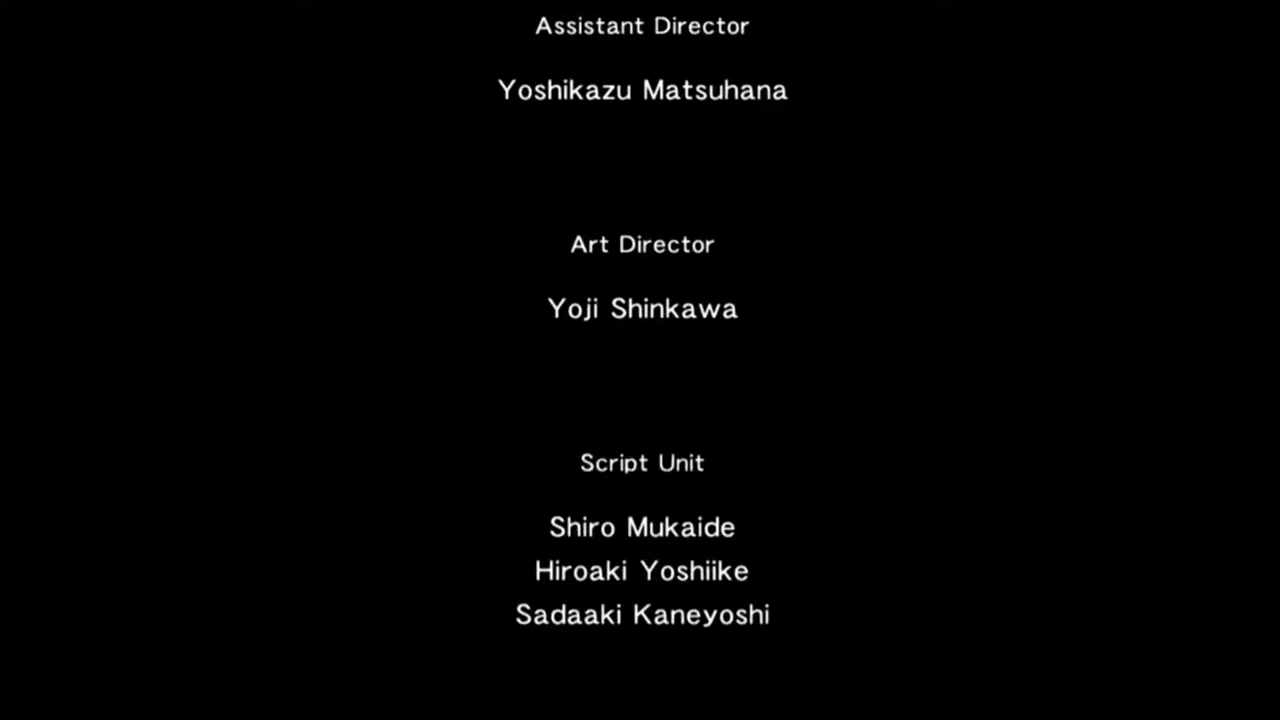 Assistant Director
Yoshikazu Matsuhana
Art Director
Yoji Shinkawa
Script Unit
Shiro Mukaide
Hiroaki Yoshiike
Sadaaki Kaneyoshi